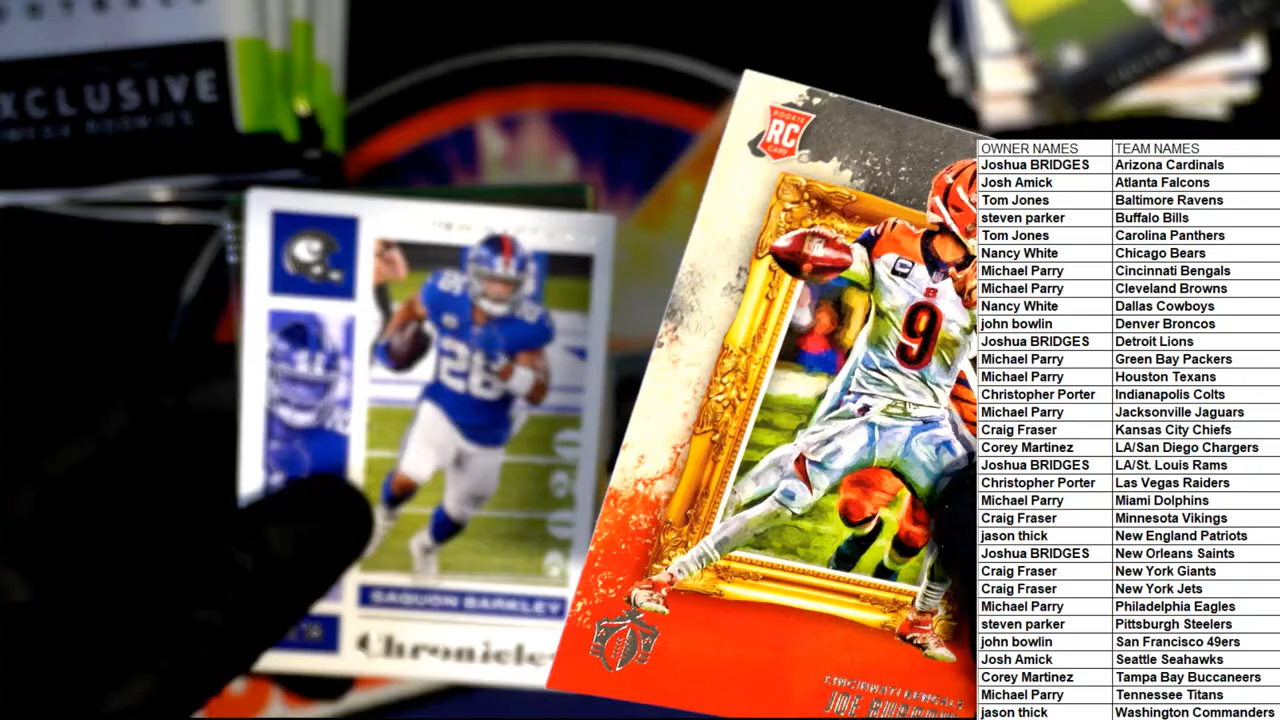 XCLUSIVE
ROOKIE
RC
CARD
9
26
2020
SAQUON BARKLEY
Chronicles
CINCINNATI BENGALS
JOE BURROW
OWNER NAMES TEAM NAMES
Joshua BRIDGES Arizona Cardinals
Josh Amick Atlanta Falcons
Tom Jones Baltimore Ravens
steven parker Buffalo Bills
Tom Jones Carolina Panthers
Nancy White Chicago Bears
Michael Parry Cincinnati Bengals
Michael Parry Cleveland Browns
Nancy White Dallas Cowboys
john bowlin Denver Broncos
Joshua BRIDGES Detroit Lions
Michael Parry Green Bay Packers
Michael Parry Houston Texans
Christopher Porter Indianapolis Colts
Michael Parry Jacksonville Jaguars
Craig Fraser Kansas City Chiefs
Corey Martinez LA/San Diego Chargers
Joshua BRIDGES LA/St. Louis Rams
Christopher Porter Las Vegas Raiders
Michael Parry Miami Dolphins
Craig Fraser Minnesota Vikings
jason thick New England Patriots
Joshua BRIDGES New Orleans Saints
Craig Fraser New York Giants
Craig Fraser New York Jets
Michael Parry Philadelphia Eagles
steven parker Pittsburgh Steelers
john bowlin San Francisco 49ers
Josh Amick Seattle Seahawks
Corey Martinez Tampa Bay Buccaneers
Michael Parry Tennessee Titans
jason thick Washington Commanders